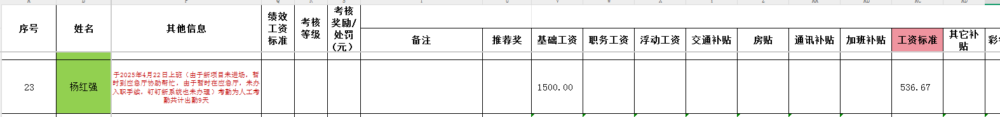 A D P Q R S T U V W X Y Z AA AB AC AD
序号 姓名 其他信息 绩效工资标准 考核等级 考核奖励/处罚(元) 备注 推荐奖 基础工资 职务工资 浮动工资 交通补贴 房贴 通讯补贴 加班补贴 工资标准 其它补贴
23 杨红强
于2025年4月22日上班（由于新项目未进场，暂
时到应急厅协助帮忙，由于暂时在应急厅，未办
入职手续，钉钉新系统也未办理）考勤为人工考
勤共计出勤9天
1500.00 536.67